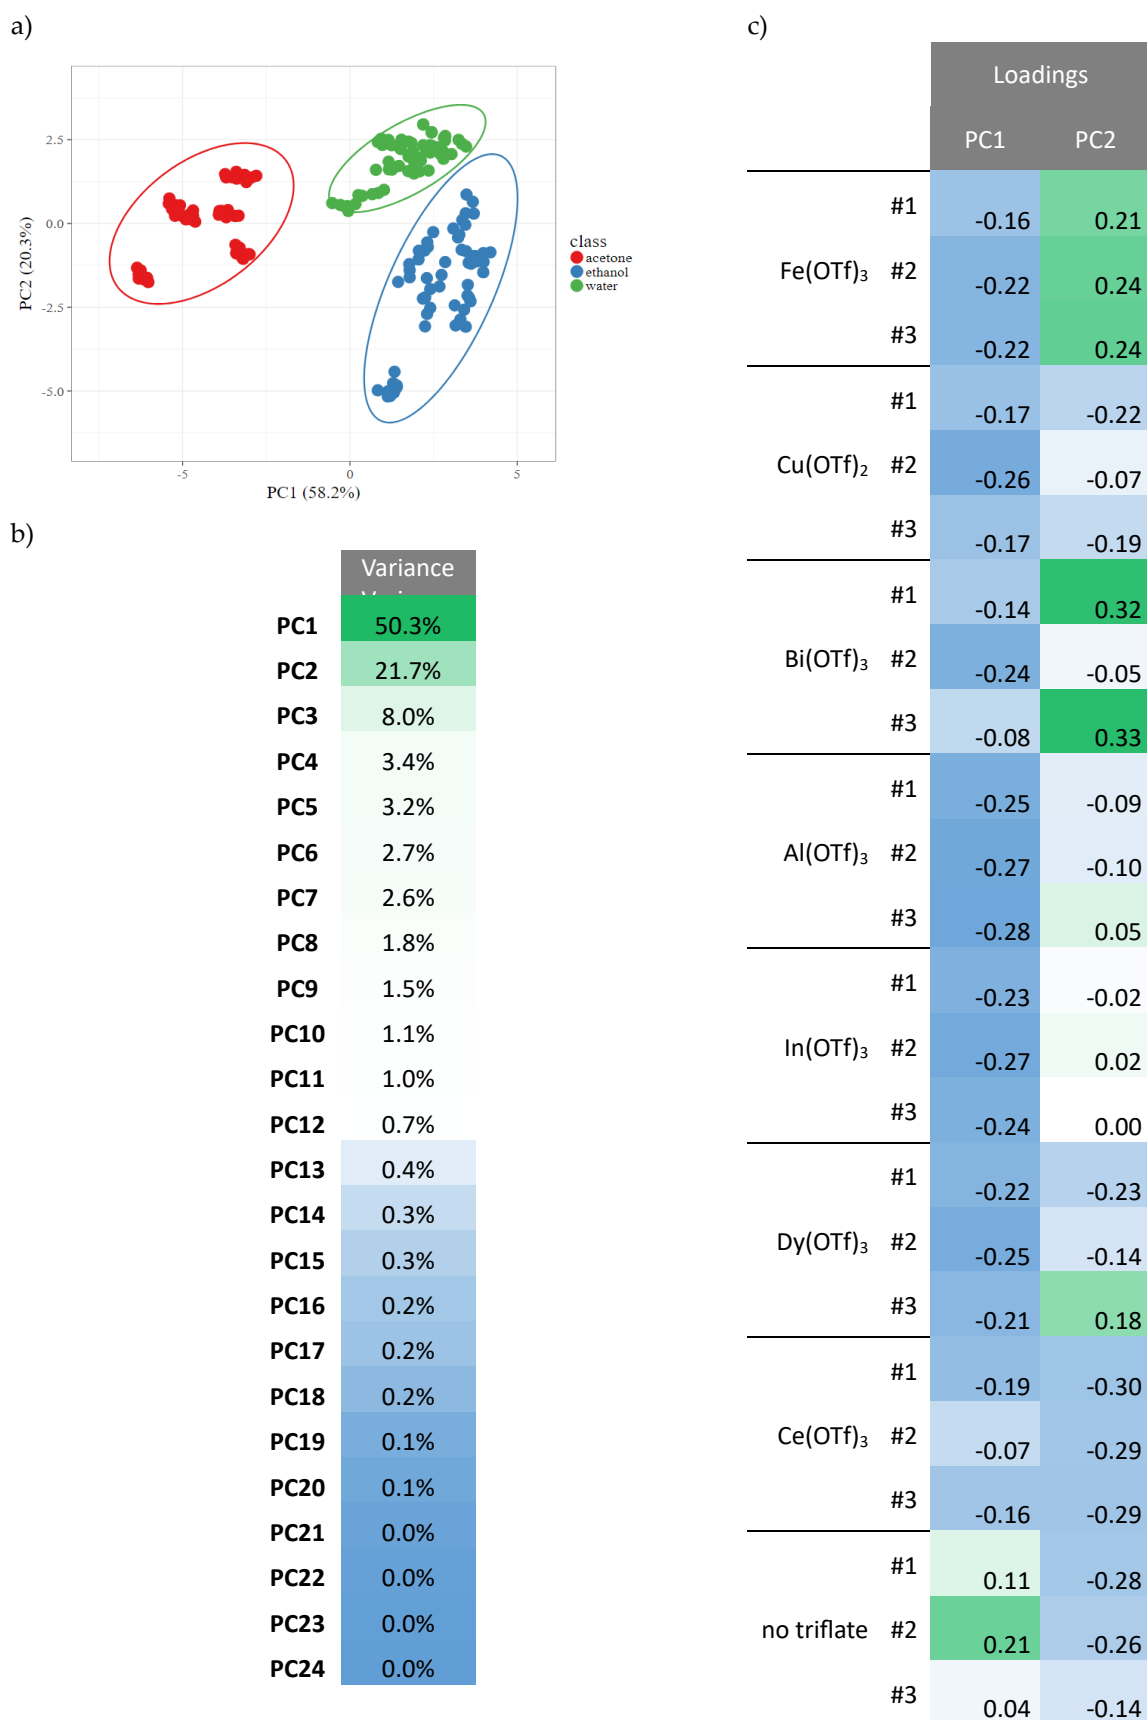 a)
2.5
0.0
-2.5
-5.0
PC2 (20.3%)
-5 0 5
PC1 (58.2%)
class
acetone
ethanol
water
b)
Variance
PC1 50.3%
PC2 21.7%
PC3 8.0%
PC4 3.4%
PC5 3.2%
PC6 2.7%
PC7 2.6%
PC8 1.8%
PC9 1.5%
PC10 1.1%
PC11 1.0%
PC12 0.7%
PC13 0.4%
PC14 0.3%
PC15 0.3%
PC16 0.2%
PC17 0.2%
PC18 0.2%
PC19 0.1%
PC20 0.1%
PC21 0.0%
PC22 0.0%
PC23 0.0%
PC24 0.0%
c)
Loadings
PC1 PC2
#1 -0.16 0.21
Fe(OTf)₃ #2 -0.22 0.24
#3 -0.22 0.24
#1 -0.17 -0.22
Cu(OTf)₂ #2 -0.26 -0.07
#3 -0.17 -0.19
#1 -0.14 0.32
Bi(OTf)₃ #2 -0.24 -0.05
#3 -0.08 0.33
#1 -0.25 -0.09
Al(OTf)₃ #2 -0.27 -0.10
#3 -0.28 0.05
#1 -0.23 -0.02
In(OTf)₃ #2 -0.27 0.02
#3 -0.24 0.00
#1 -0.22 -0.23
Dy(OTf)₃ #2 -0.25 -0.14
#3 -0.21 0.18
#1 -0.19 -0.30
Ce(OTf)₃ #2 -0.07 -0.29
#3 -0.16 -0.29
#1 0.11 -0.28
no triflate #2 0.21 -0.26
#3 0.04 -0.14